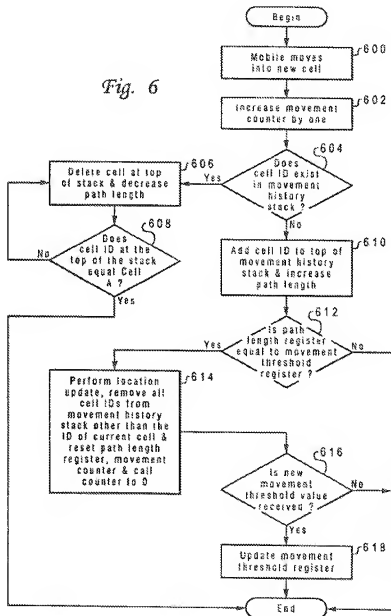 Begin
600
Mobile moves
into new cell
Fig. 6
602
Increase movement
counter by one
604
Does
cell ID exist
in movement
history
stack ?
Yes
No
606
Delete cell at top
of stack & decrease
path length
608
Does
cell ID at the
top of the stack
equal Cell
A ?
No
Yes
610
Add cell ID to top of
movement history
stack & increase
path length
612
Is path
length register
equal to movement
threshold
register ?
Yes
No
614
Perform location
update, remove all
cell IDs from movement
history stack other than
the ID of current cell &
reset path length
register, movement
counter & call
counter to 0
616
Is new
movement
threshold value
received ?
No
Yes
618
Update movement
threshold register
End